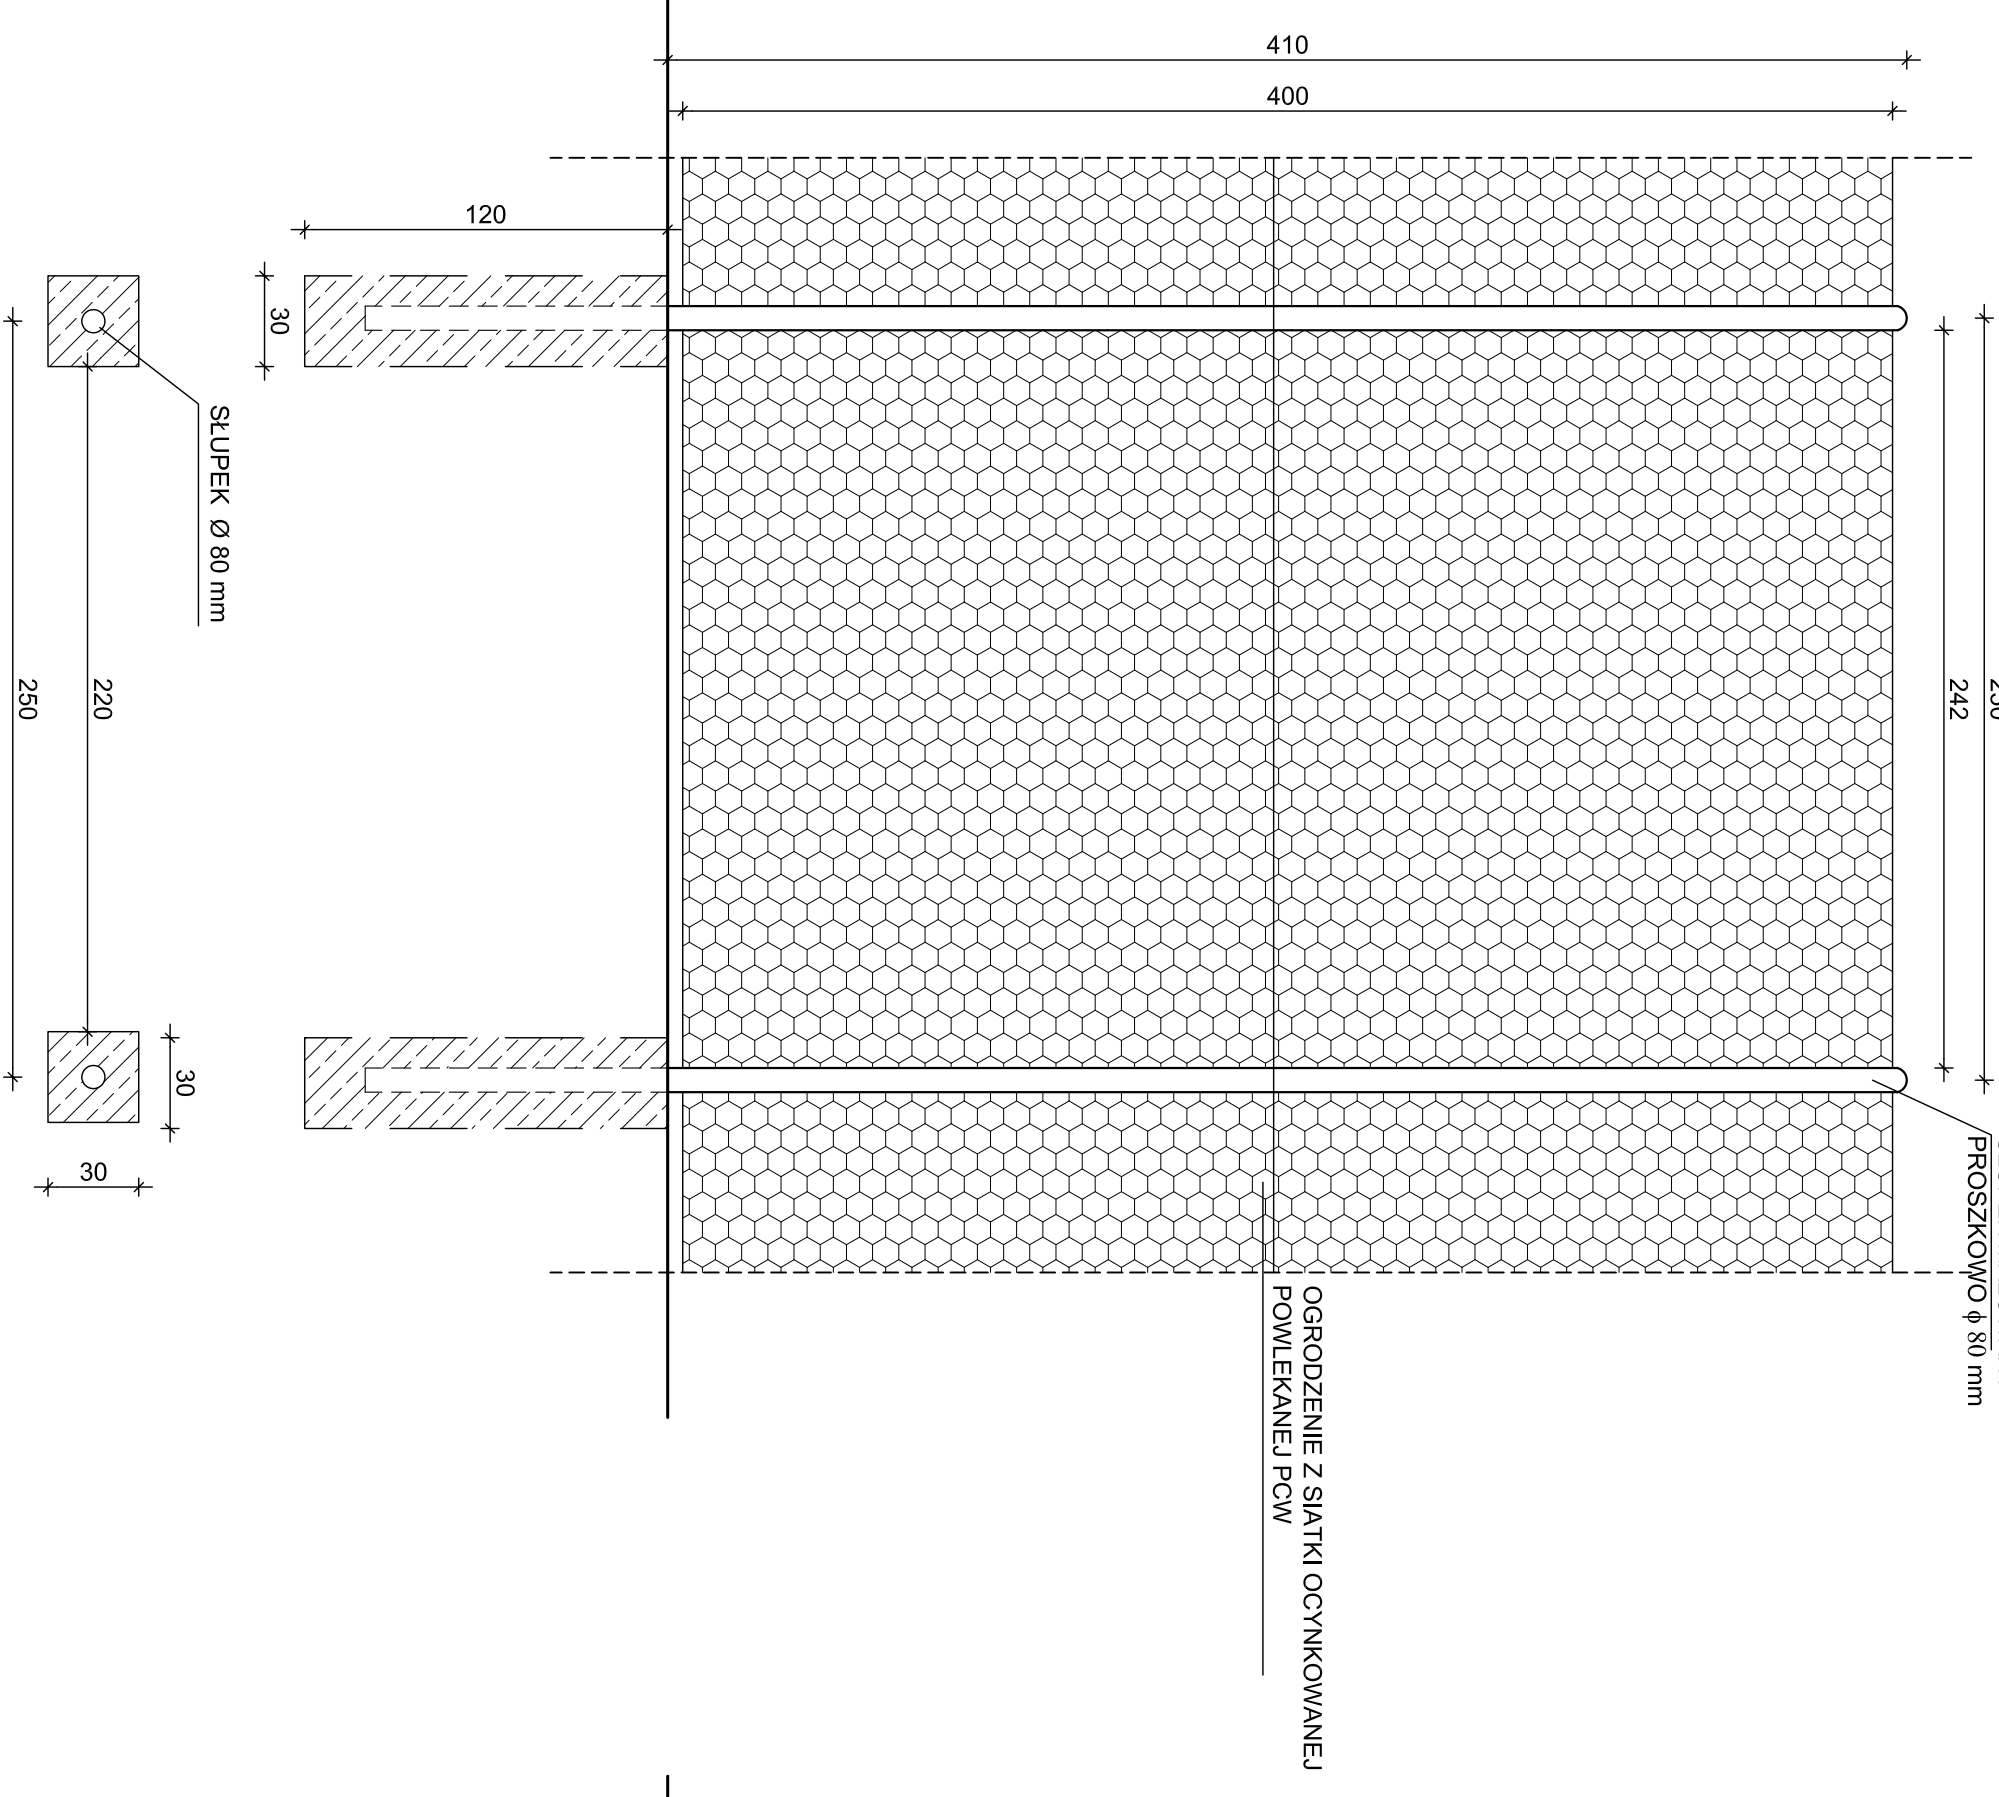 410
400
120
30
SŁUPEK Ø 80 mm
220
250
30
30
242
PROSZKOWO ϕ 80 mm
OGRODZENIE Z SIATKI OCYNKOWANEJ
POWLEKANEJ PCW